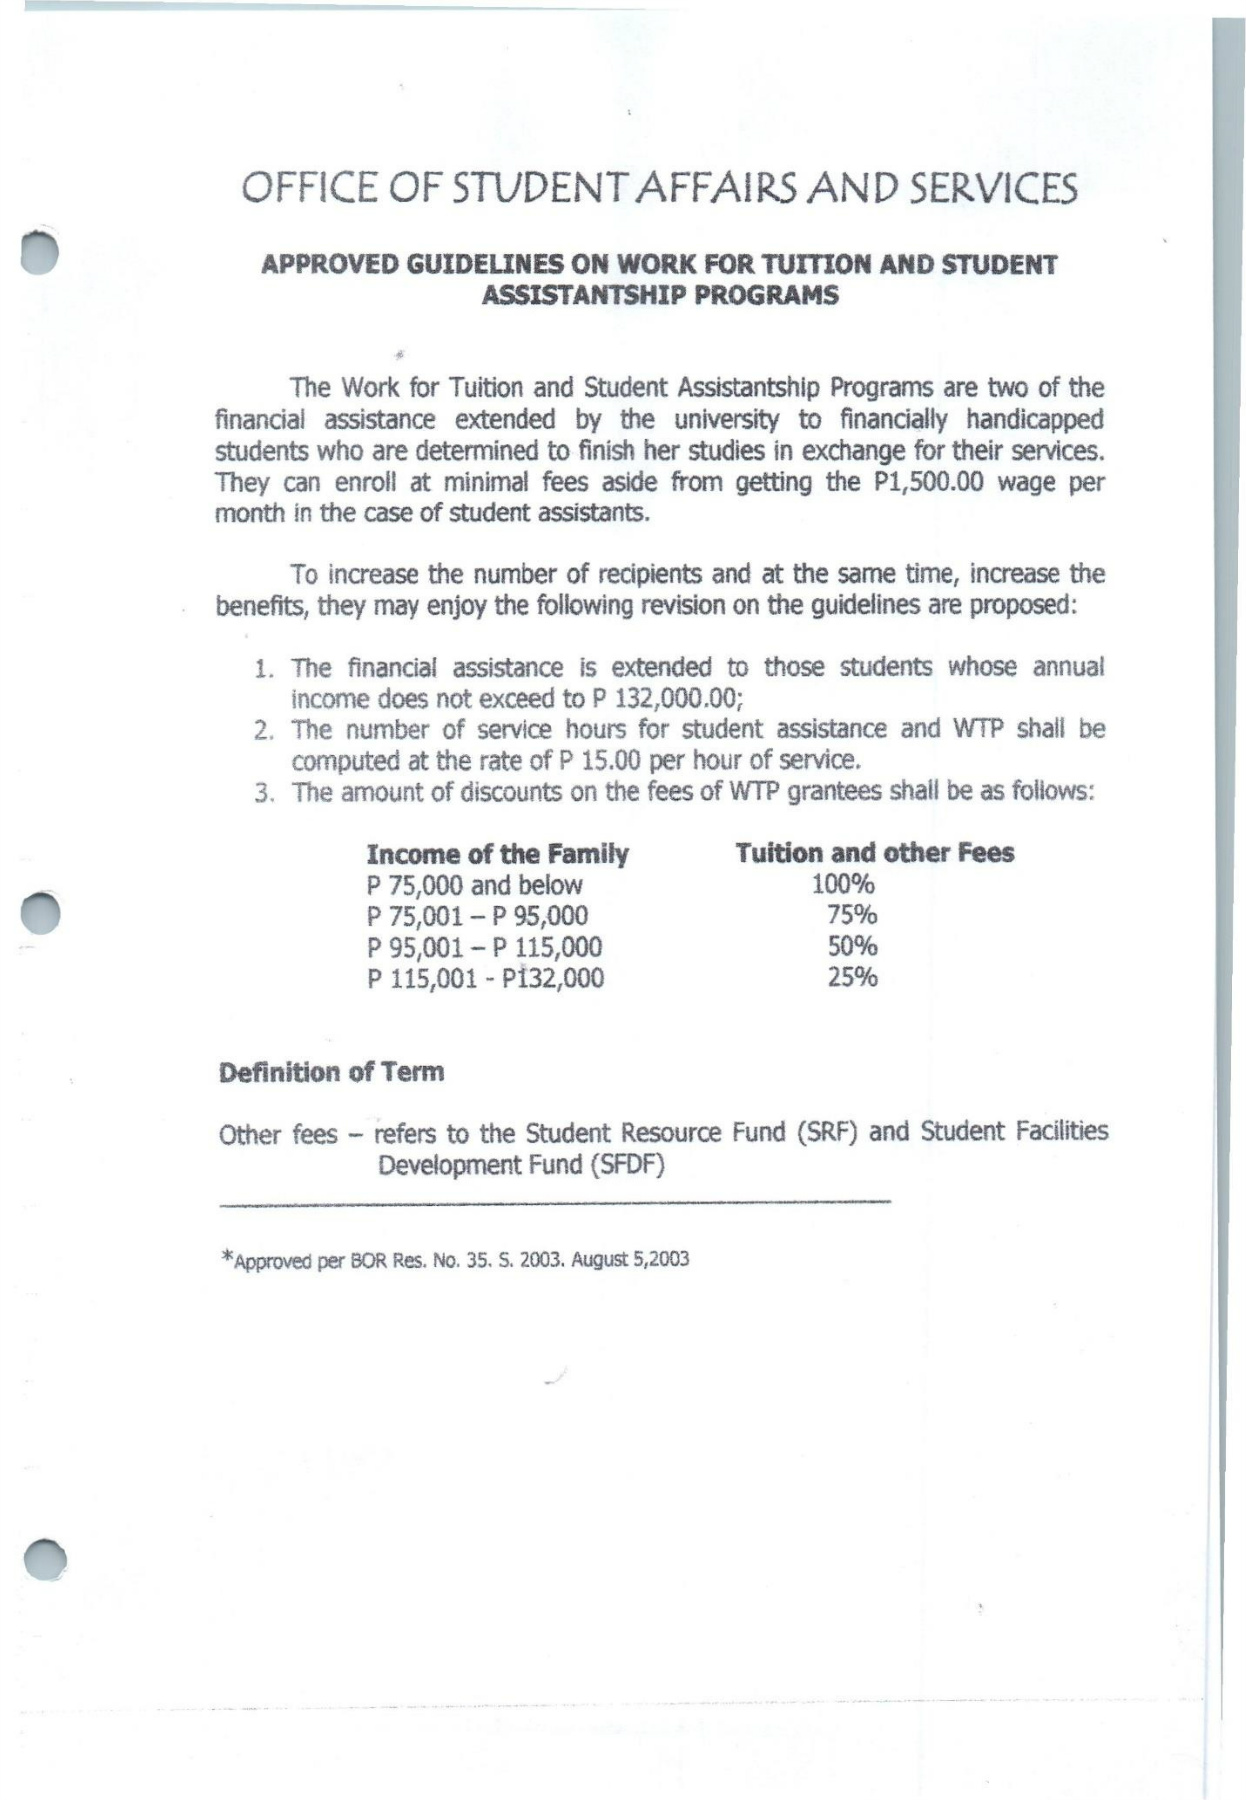 OFFICE OF STUDENT AFFAIRS AND SERVICES
APPROVED GUIDELINES ON WORK FOR TUITION AND STUDENT
ASSISTANTSHIP PROGRAMS
The Work for Tuition and Student Assistantship Programs are two of the
financial assistance extended by the university to financially handicapped
students who are determined to finish her studies in exchange for their services.
They can enroll at minimal fees aside from getting the P1,500.00 wage per
month in the case of student assistants.
To increase the number of recipients and at the same time, increase the
benefits, they may enjoy the following revision on the guidelines are proposed:
1. The financial assistance is extended to those students whose annual
income does not exceed to P 132,000.00;
2. The number of service hours for student assistance and WTP shall be
computed at the rate of P 15.00 per hour of service.
3. The amount of discounts on the fees of WTP grantees shall be as follows:
Income of the Family Tuition and other Fees
P 75,000 and below 100%
P 75,001 – P 95,000 75%
P 95,001 – P 115,000 50%
P 115,001 - P132,000 25%
Definition of Term
Other fees – refers to the Student Resource Fund (SRF) and Student Facilities
Development Fund (SFDF)
*Approved per BOR Res. No. 35. S. 2003. August 5,2003